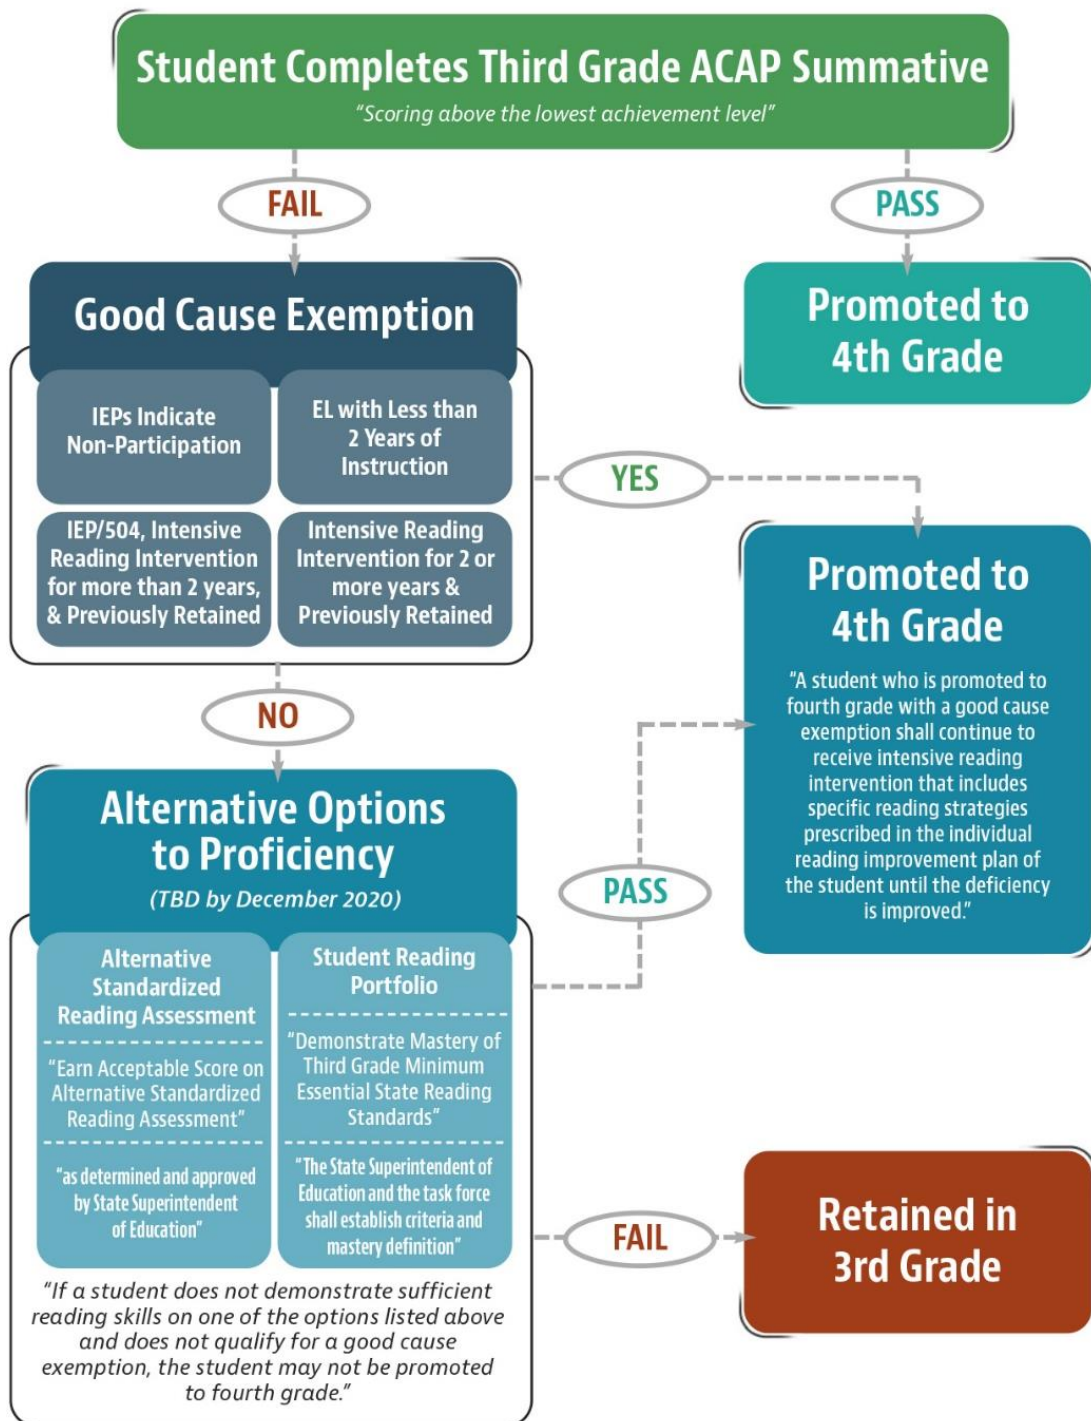 Student Completes Third Grade ACAP Summative
“Scoring above the lowest achievement level”
FAIL
PASS
Good Cause Exemption
IEPs Indicate
Non-Participation
EL with Less than
2 Years of
Instruction
IEP/504, Intensive
Reading Intervention
for more than 2 years,
& Previously Retained
Intensive Reading
Intervention for 2 or
more years &
Previously Retained
Promoted to
4th Grade
YES
Promoted to
4th Grade
“A student who is promoted to
fourth grade with a good cause
exemption shall continue to
receive intensive reading
intervention that includes
specific reading strategies
prescribed in the individual
reading improvement plan of
the student until the deficiency
is improved.”
NO
Alternative Options
to Proficiency
(TBD by December 2020)
Alternative
Standardized
Reading Assessment
“Earn Acceptable Score on
Alternative Standardized
Reading Assessment”
“as determined and approved
by State Superintendent
of Education”
Student Reading
Portfolio
“Demonstrate Mastery of
Third Grade Minimum
Essential State Reading
Standards”
“The State Superintendent of
Education and the task force
shall establish criteria and
mastery definition”
PASS
FAIL
Retained in
3rd Grade
“If a student does not demonstrate sufficient
reading skills on one of the options listed above
and does not qualify for a good cause
exemption, the student may not be promoted
to fourth grade.”